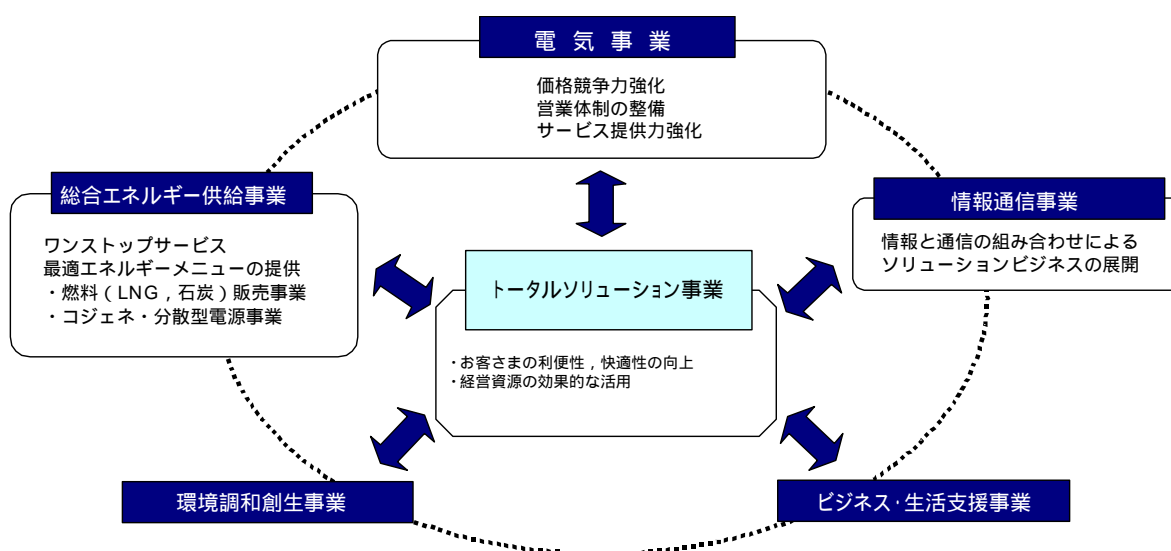 電 気 事 業
価格競争力強化
営業体制の整備
サービス提供力強化
総合エネルギー供給事業
ワンストップサービス
最適エネルギーメニューの提供
・燃料（LNG，石炭）販売事業
・コジェネ・分散型電源事業
情報通信事業
情報と通信の組み合わせによる
ソリューションビジネスの展開
トータルソリューション事業
・お客さまの利便性，快適性の向上
・経営資源の効果的な活用
環境調和創生事業
ビジネス・生活支援事業